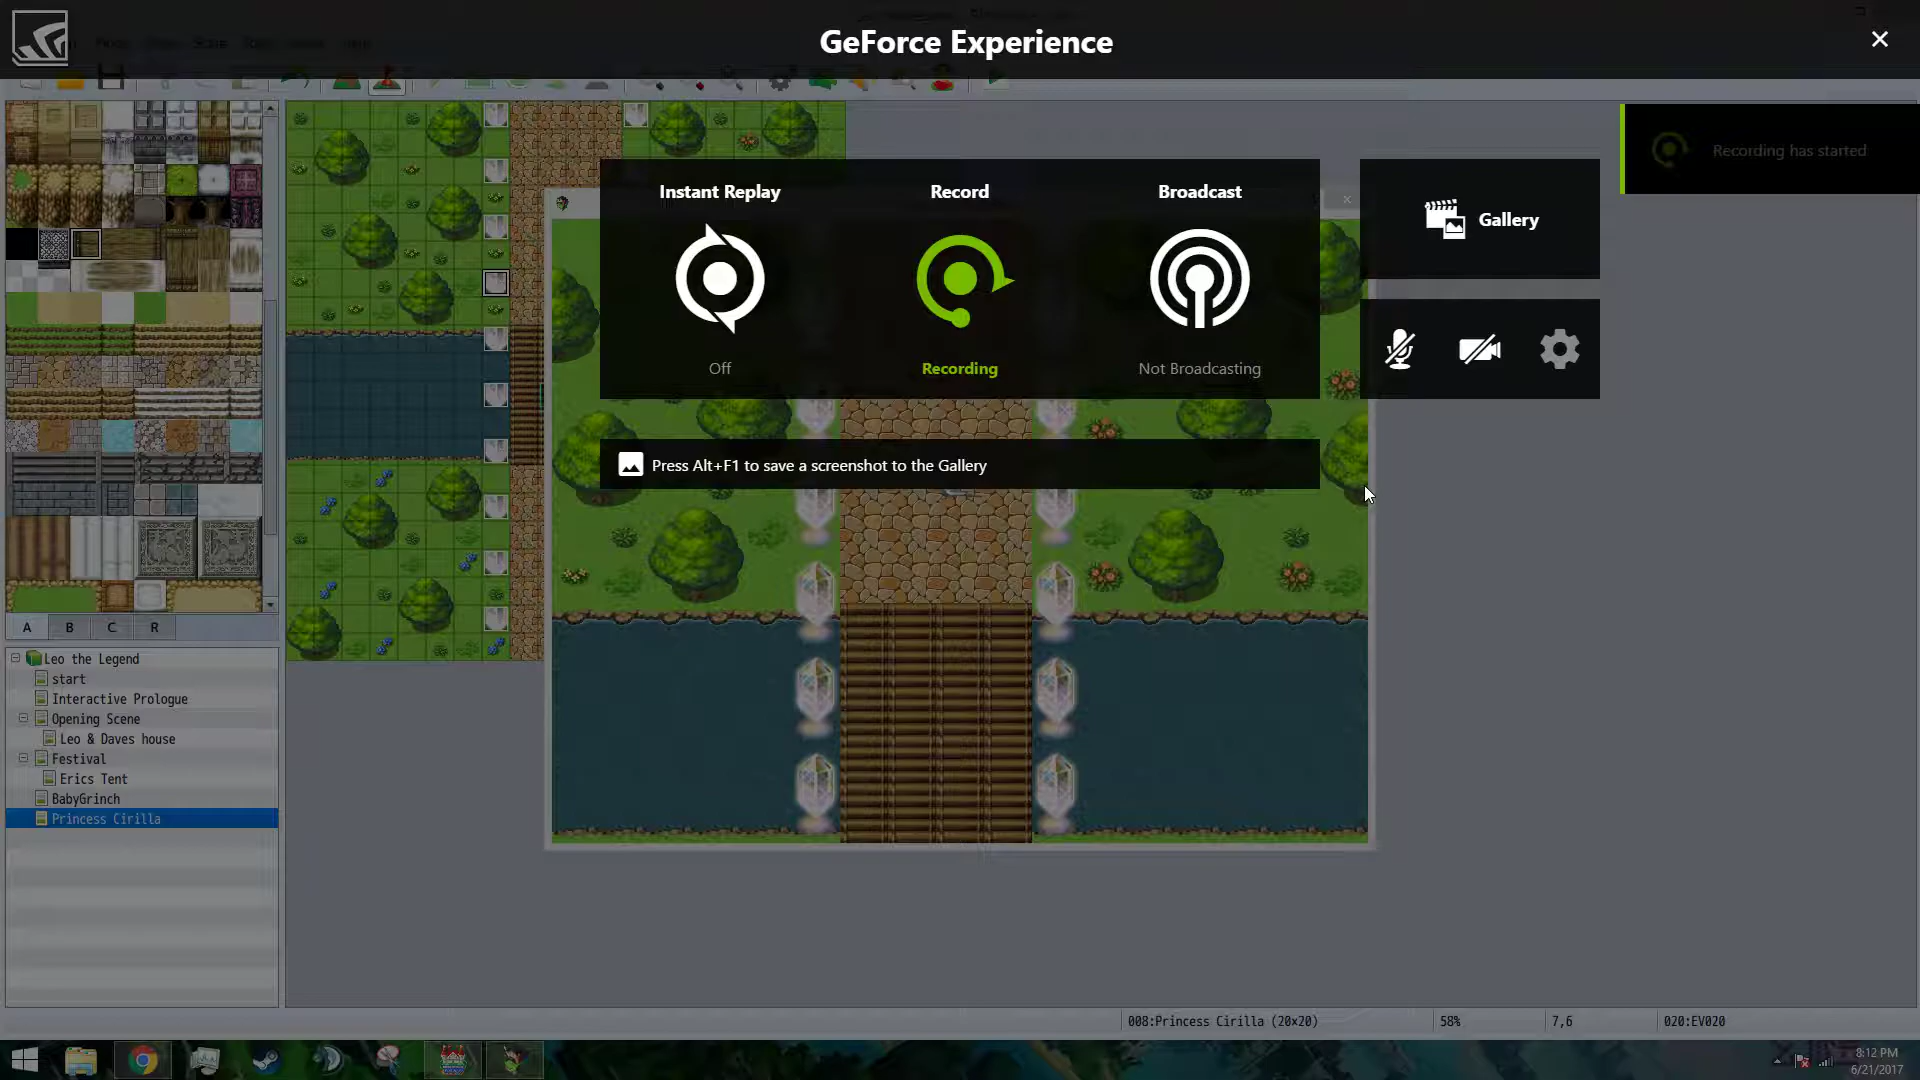 GeForce Experience
Recording has started
Instant Replay
Record
Broadcast
Gallery
Off
Recording
Not Broadcasting
Press Alt+F1 to save a screenshot to the Gallery
A
B
C
R
Leo the Legend
start
Interactive Prologue
Opening Scene
Leo & Daves house
Festival
Erics Tent
BabyGrinch
Princess Cirilla
008:Princess Cirilla (20x20)
58%
7,6
020:EV020
8:12 PM
6/21/2017